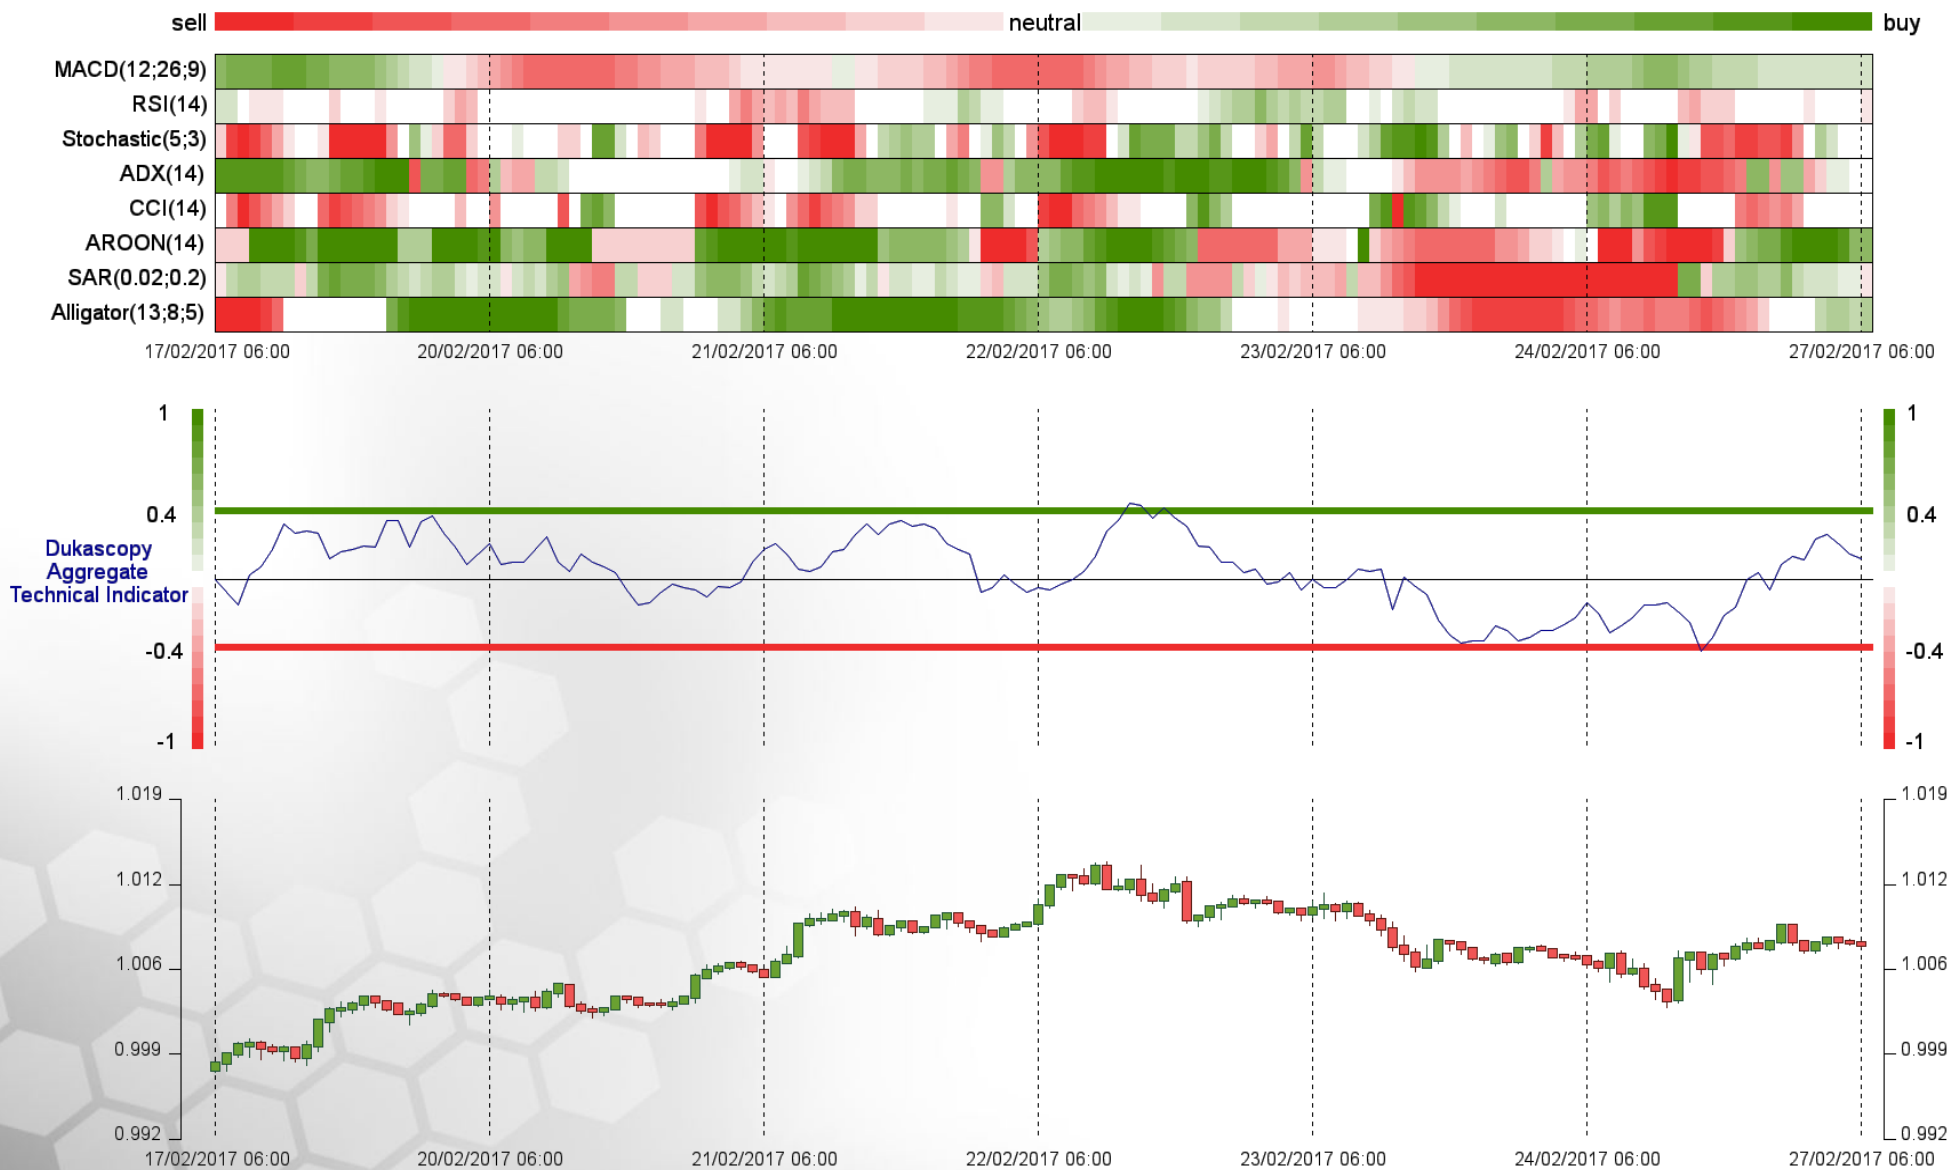 sell neutral buy
MACD(12;26;9)
RSI(14)
Stochastic(5;3)
ADX(14)
CCI(14)
AROON(14)
SAR(0.02;0.2)
Alligator(13;8;5)
17/02/2017 06:00 20/02/2017 06:00 21/02/2017 06:00 22/02/2017 06:00 23/02/2017 06:00 24/02/2017 06:00 27/02/2017 06:00
1 1
0.4 0.4
Dukascopy
Aggregate
Technical Indicator
-0.4 -0.4
-1 -1
1.019 1.019
1.012 1.012
1.006 1.006
0.999 0.999
0.992 0.992
17/02/2017 06:00 20/02/2017 06:00 21/02/2017 06:00 22/02/2017 06:00 23/02/2017 06:00 24/02/2017 06:00 27/02/2017 06:00